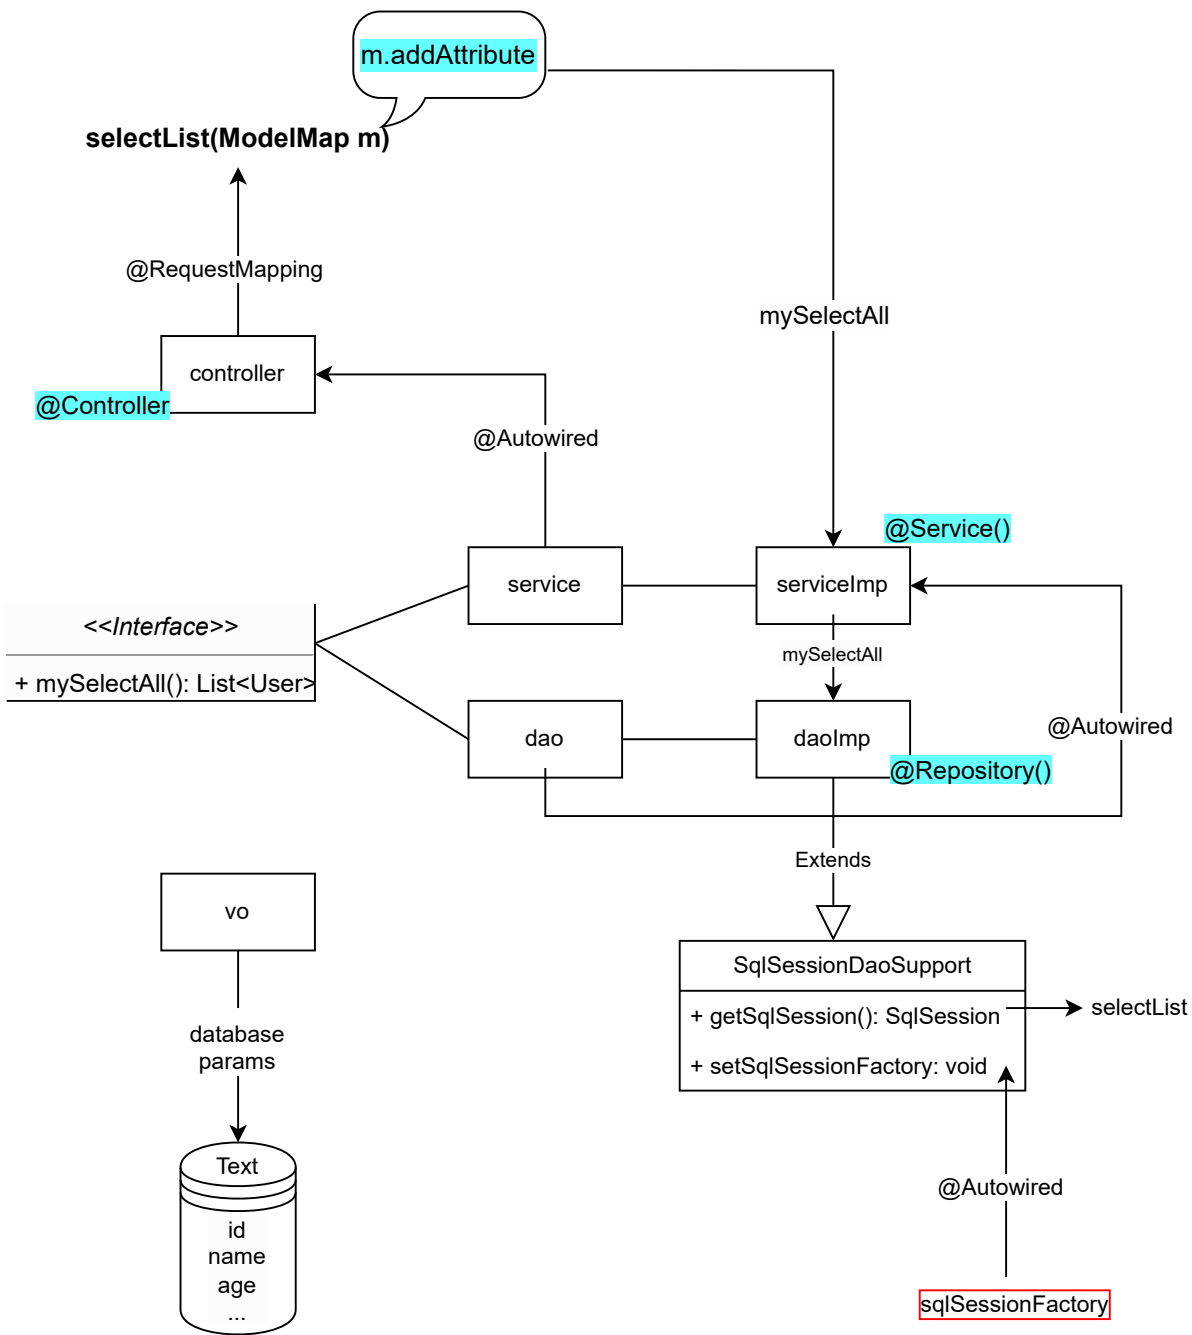 m.addAttribute
selectList(ModelMap m)
@RequestMapping
mySelectAll
controller
@Controller
@Autowired
@Service()
service
serviceImp
<<Interface>>
mySelectAll
+ mySelectAll(): List<User>
@Autowired
dao
daoImp
@Repository()
Extends
vo
SqlSessionDaoSupport
+ getSqlSession(): SqlSession
selectList
database
params
+ setSqlSessionFactory: void
Text
@Autowired
id
name
age
...
sqlSessionFactory